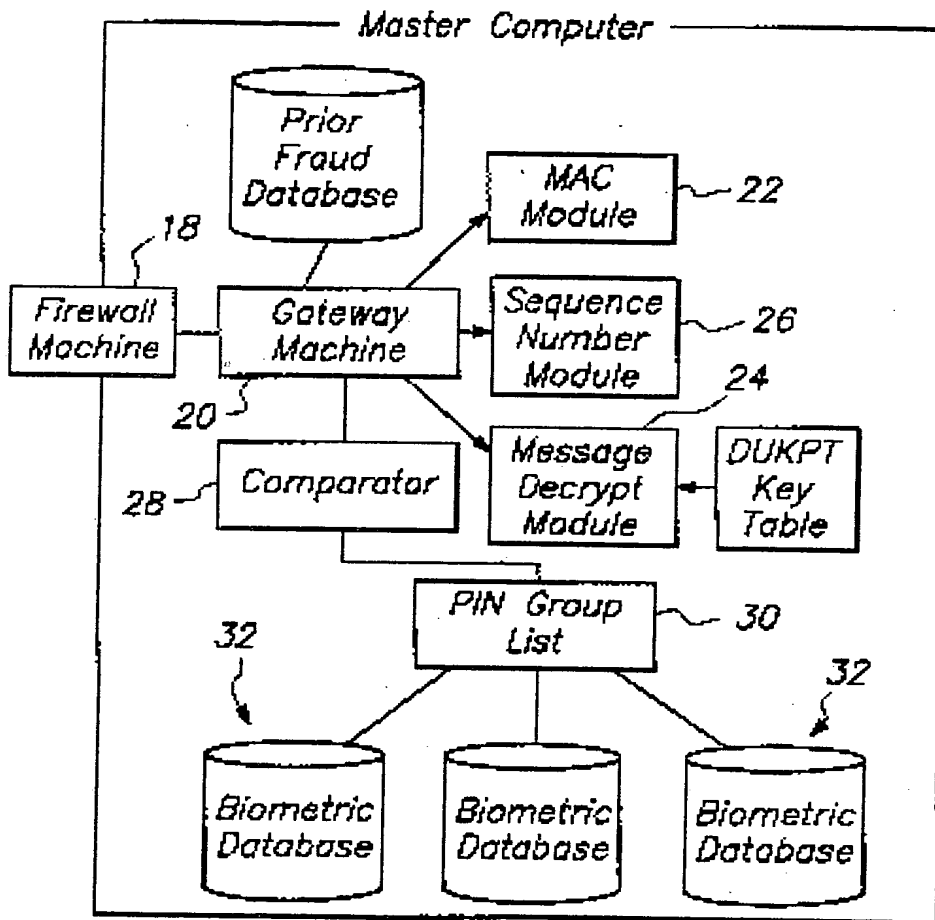 Master Computer
Prior
Fraud
Database
MAC
Module
22
18
Firewall
Machine
Gateway
Machine
Sequence
Number
Module
26
20
24
28
Comparator
Message
Decrypt
Module
DUKPT
Key
Table
PIN Group
List
30
32
32
Biometric
Database
Biometric
Database
Biometric
Database